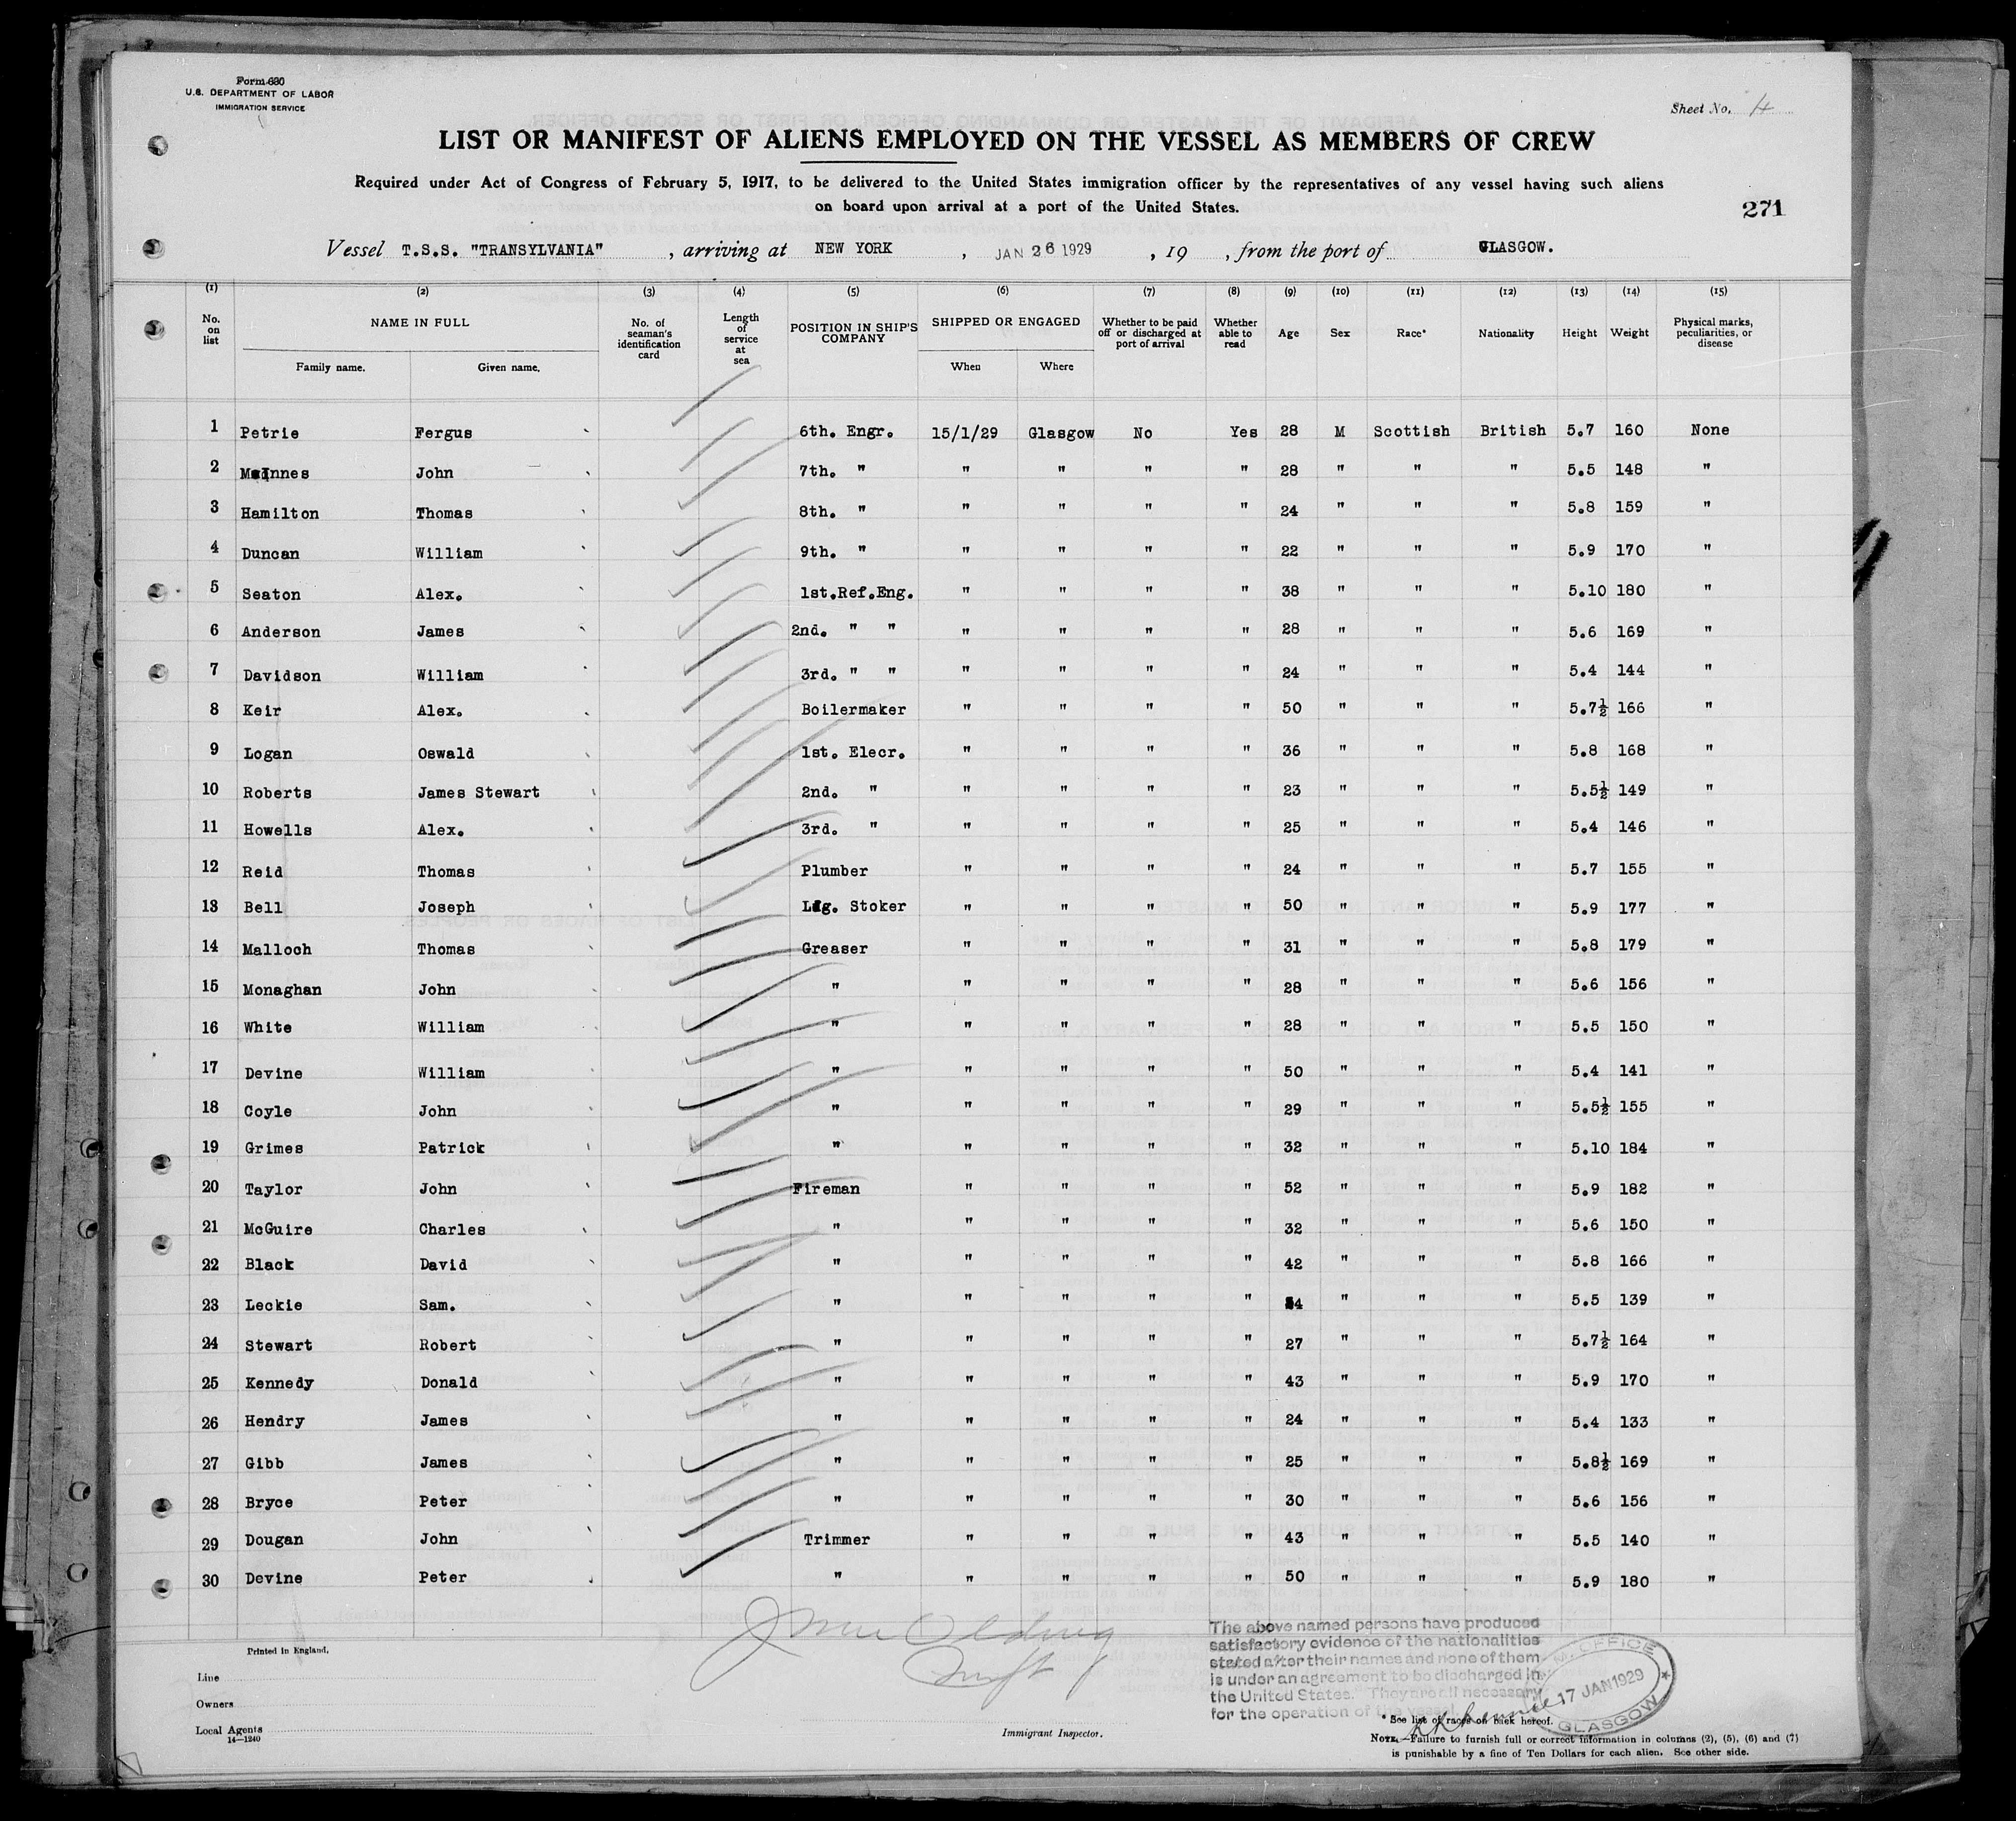 Form 680
U.S. DEPARTMENT OF LABOR
IMMIGRATION SERVICE
Sheet No. 4
LIST OR MANIFEST OF ALIENS EMPLOYED ON THE VESSEL AS MEMBERS OF CREW
Required under Act of Congress of February 5, 1917, to be delivered to the United States immigration officer by the representatives of any vessel having such aliens
on board upon arrival at a port of the United States.
271
Vessel T.S.S. "TRANSYLVANIA" , arriving at NEW YORK , JAN 26 1929 , 19 , from the port of GLASGOW.
(1) (2) (3) (4) (5) (6) (7) (8) (9) (10) (11) (12) (13) (14) (15)
No. on list NAME IN FULL No. of seaman's identification card Length of service at sea POSITION IN SHIP'S COMPANY SHIPPED OR ENGAGED Whether to be paid off or discharged at port of arrival Whether able to read Age Sex Race* Nationality Height Weight Physical marks, peculiarities, or disease
Family name. Given name. When Where
1 Petrie Fergus 6th. Engr. 15/1/29 Glasgow No Yes 28 M Scottish British 5.7 160 None
2 McInnes John 7th. " " " " " 28 " " " 5.5 148 "
3 Hamilton Thomas 8th. " " " " " 24 " " " 5.8 159 "
4 Duncan William 9th. " " " " " 22 " " " 5.9 170 "
5 Seaton Alex. 1st.Ref.Eng. " " " " 38 " " " 5.10 180 "
6 Anderson James 2nd. " " " " " " 28 " " " 5.6 169 "
7 Davidson William 3rd. " " " " " " 24 " " " 5.4 144 "
8 Keir Alex. Boilermaker " " " " 50 " " " 5.7½ 166 "
9 Logan Oswald 1st. Elecr. " " " " 36 " " " 5.8 168 "
10 Roberts James Stewart 2nd. " " " " " 23 " " " 5.5½ 149 "
11 Howells Alex. 3rd. " " " " " 25 " " " 5.4 146 "
12 Reid Thomas Plumber " " " " 24 " " " 5.7 155 "
13 Bell Joseph Ldg. Stoker " " " " 50 " " " 5.9 177 "
14 Malloch Thomas Greaser " " " " 31 " " " 5.8 179 "
15 Monaghan John " " " " " 28 " " " 5.6 156 "
16 White William " " " " " 28 " " " 5.5 150 "
17 Devine William " " " " " 50 " " " 5.4 141 "
18 Coyle John " " " " " 29 " " " 5.5½ 155 "
19 Grimes Patrick " " " " " 32 " " " 5.10 184 "
20 Taylor John Fireman " " " " 52 " " " 5.9 182 "
21 McGuire Charles " " " " " 32 " " " 5.6 150 "
22 Black David " " " " " 42 " " " 5.8 166 "
23 Leckie Sam. " " " " " " " " 5.5 139 "
24 Stewart Robert " " " " " 27 " " " 5.7½ 164 "
25 Kennedy Donald " " " " " 43 " " " 5.9 170 "
26 Hendry James " " " " " 24 " " " 5.4 133 "
27 Gibb James " " " " " 25 " " " 5.8½ 169 "
28 Bryce Peter " " " " " 30 " " " 5.6 156 "
29 Dougan John Trimmer " " " " 43 " " " 5.5 140 "
30 Devine Peter " " " " " 50 " " " 5.9 180 "
The above named persons have produced
satisfactory evidence of the nationalities
stated after their names and none of them
is under an agreement to be discharged in
the United States. They are all necessary
for the operation of the vessel.
OFFICE
17 JAN 1929
GLASGOW
Printed in England.
Line
Owners
Local Agents
14—1240
Immigrant Inspector.
* See list of races on back hereof.
NOTE.—Failure to furnish full or correct information in columns (2), (5), (6) and (7)
is punishable by a fine of Ten Dollars for each alien. See other side.